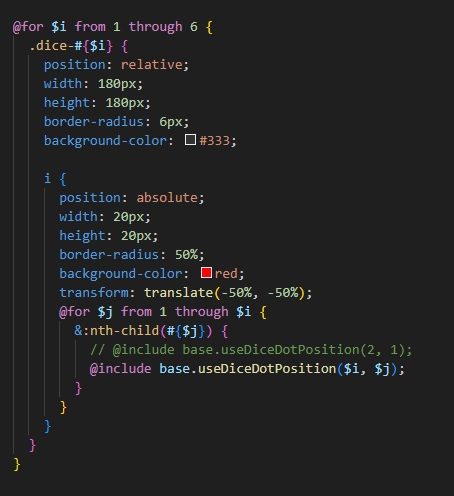 @for $i from 1 through 6 {
  .dice-#{$i} {
    position: relative;
    width: 180px;
    height: 180px;
    border-radius: 6px;
    background-color: #333;

    i {
      position: absolute;
      width: 20px;
      height: 20px;
      border-radius: 50%;
      background-color: red;
      transform: translate(-50%, -50%);
      @for $j from 1 through $i {
        &:nth-child(#{$j}) {
          // @include base.useDiceDotPosition(2, 1);
          @include base.useDiceDotPosition($i, $j);
        }
      }
    }
  }
}